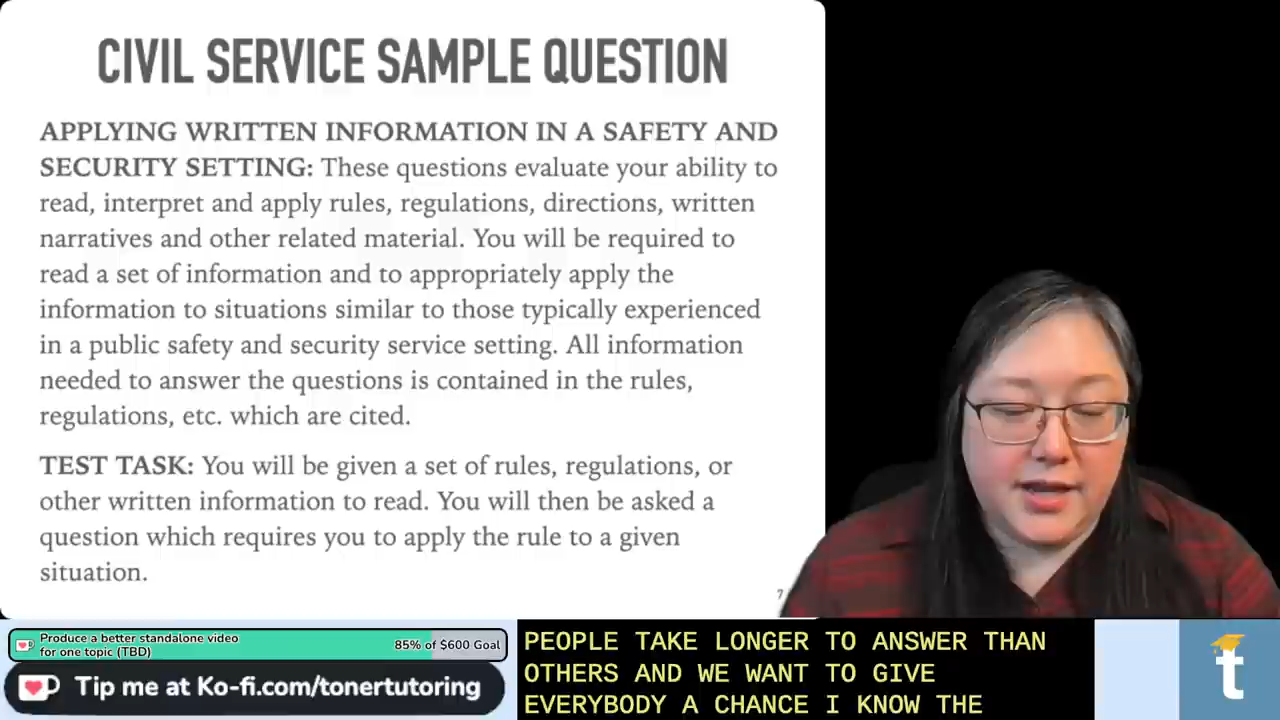 CIVIL SERVICE SAMPLE QUESTION
APPLYING WRITTEN INFORMATION IN A SAFETY AND
SECURITY SETTING: These questions evaluate your ability to
read, interpret and apply rules, regulations, directions, written
narratives and other related material. You will be required to
read a set of information and to appropriately apply the
information to situations similar to those typically experienced
in a public safety and security service setting. All information
needed to answer the questions is contained in the rules,
regulations, etc. which are cited.
TEST TASK: You will be given a set of rules, regulations, or
other written information to read. You will then be asked a
question which requires you to apply the rule to a given
situation.
7
Produce a better standalone video
for one topic (TBD)
85% of $600 Goal
Tip me at Ko-fi.com/tonertutoring
PEOPLE TAKE LONGER TO ANSWER THAN
OTHERS AND WE WANT TO GIVE
EVERYBODY A CHANCE I KNOW THE
t